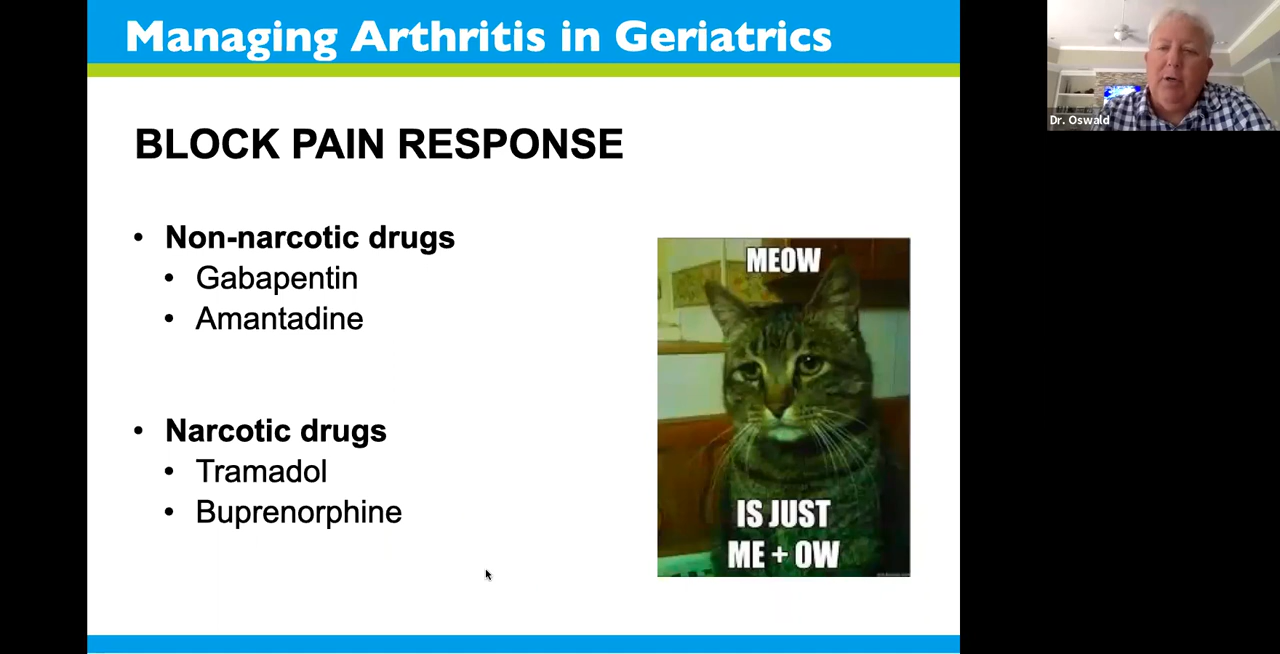 Managing Arthritis in Geriatrics
Dr. Oswald
BLOCK PAIN RESPONSE
• Non-narcotic drugs
• Gabapentin
• Amantadine
• Narcotic drugs
• Tramadol
• Buprenorphine
MEOW
IS JUST
ME + OW